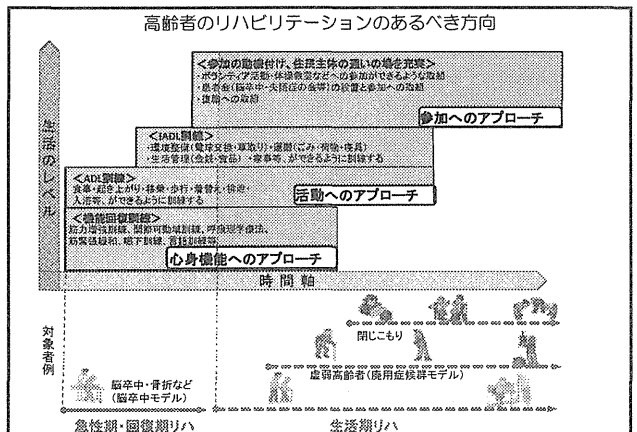 高齢者のリハビリテーションのあるべき方向
<参加の動機付け、住民主体の通いの場を充実>
・ボランティア活動・体操教室などへの参加ができるような取組
・患者会(脳卒中・失語症の会等)の設置と参加への取組
・復職への取組
参加へのアプローチ
<IADL訓練>
・環境整備(電球交換・草取り)・運搬(ごみ・荷物・寝具)
・生活管理(金銭・食品)・家事等、ができるように訓練する
活動へのアプローチ
<ADL訓練>
食事・起き上がり・移乗・歩行・着替え・排泄・
入浴等、ができるように訓練する
<機能回復訓練>
筋力増強訓練、関節可動域訓練、呼吸理学療法、
筋緊張緩和、嚥下訓練、言語訓練等
心身機能へのアプローチ
生活のレベル
時間軸
対象者例
閉じこもり
虚弱高齢者(廃用症候群モデル)
脳卒中・骨折など
(脳卒中モデル)
急性期・回復期リハ
生活期リハ